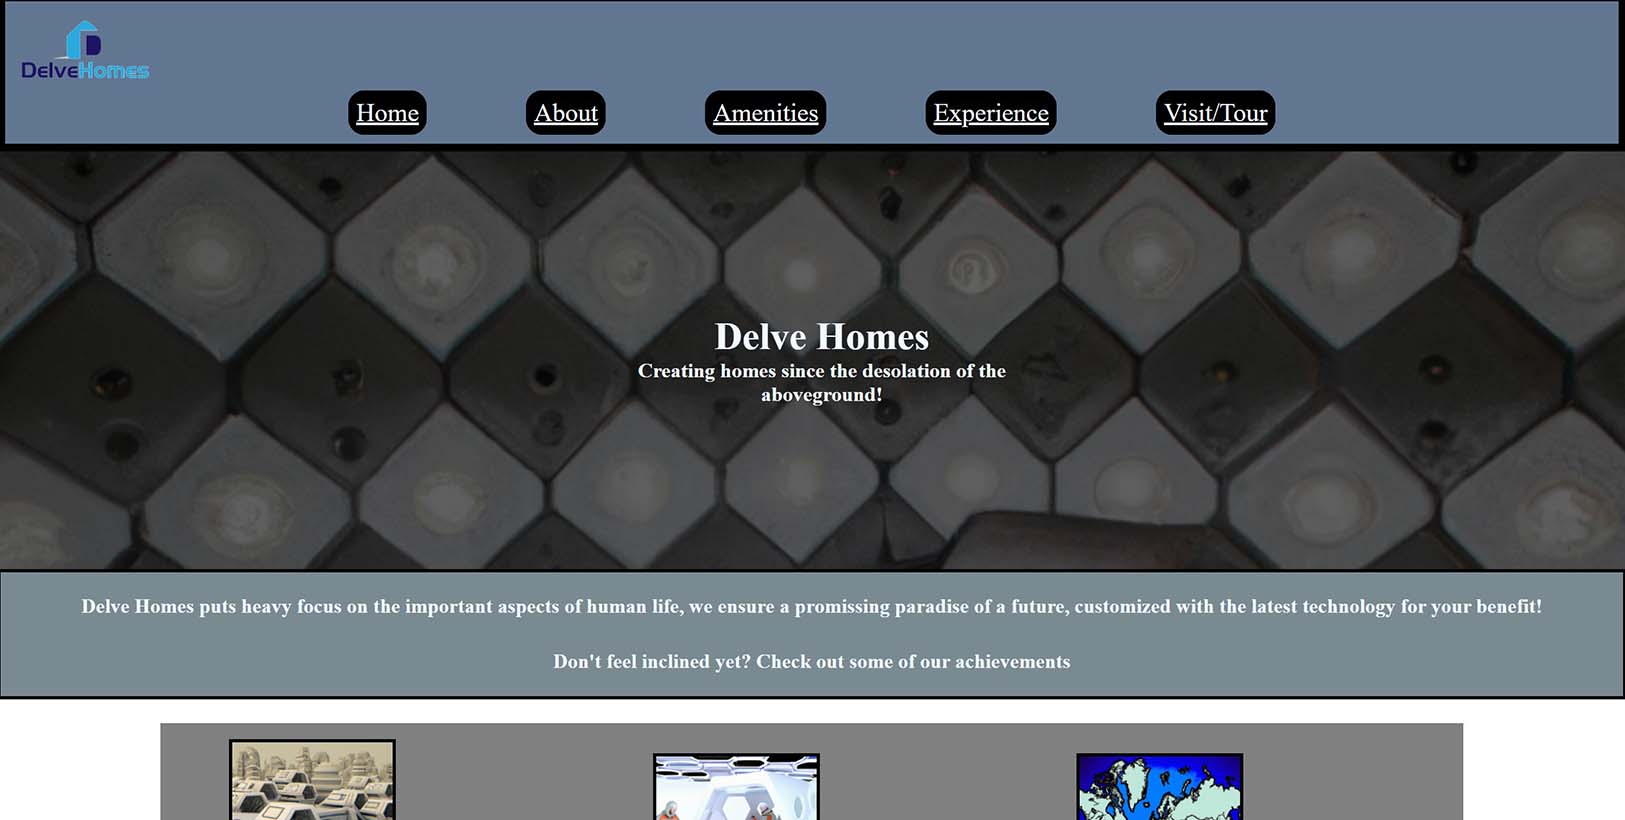 DelveHomes
Home About Amenities Experience Visit/Tour
Delve Homes
Creating homes since the desolation of the
aboveground!
Delve Homes puts heavy focus on the important aspects of human life, we ensure a promissing paradise of a future, customized with the latest technology for your benefit!
Don't feel inclined yet? Check out some of our achievements